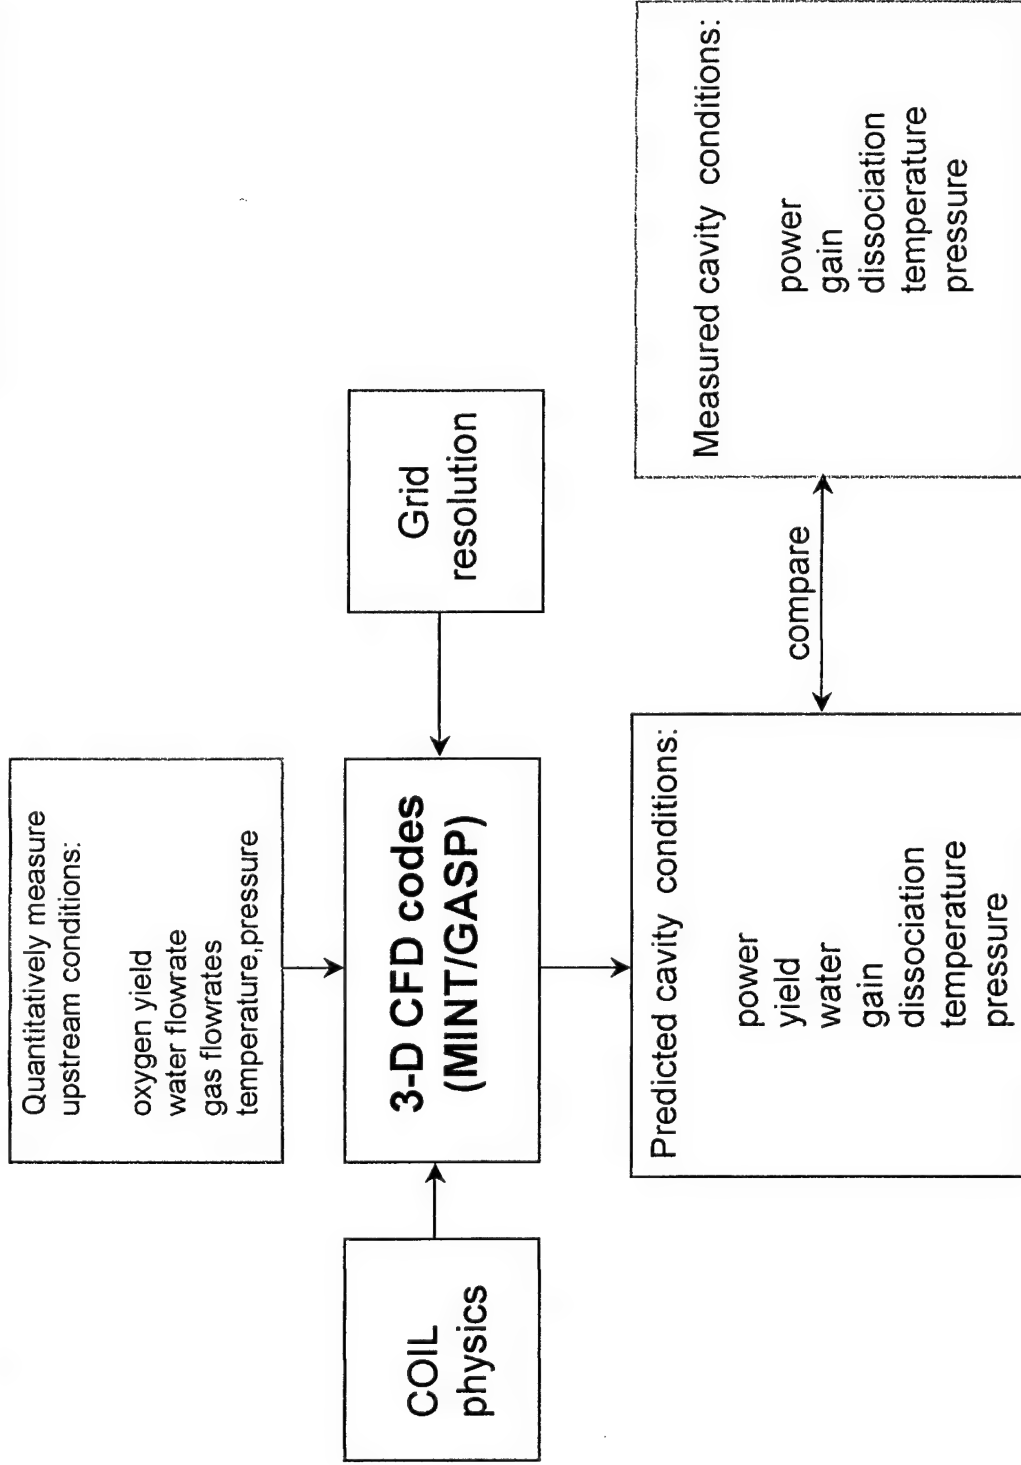 Quantitatively measure
upstream conditions:
oxygen yield
water flowrate
gas flowrates
temperature,pressure
COIL
physics
3-D CFD codes
(MINT/GASP)
Grid
resolution
Predicted cavity conditions:
power
yield
water
gain
dissociation
temperature
pressure
compare
Measured cavity conditions:
power
gain
dissociation
temperature
pressure